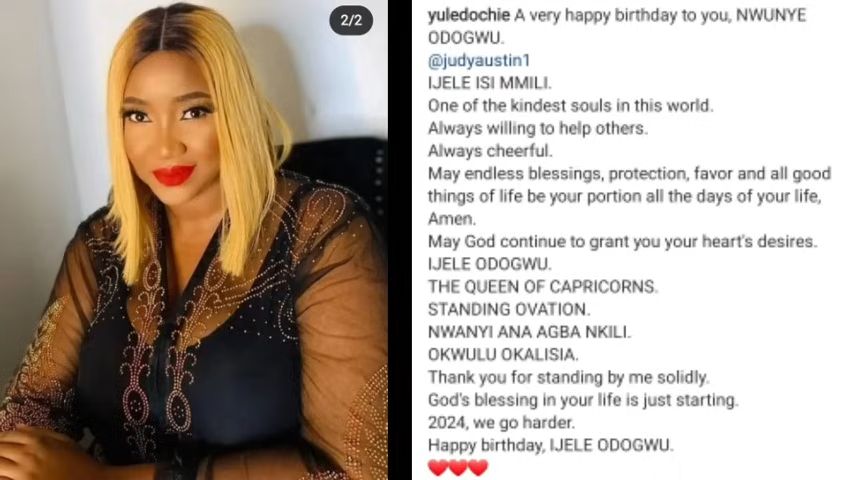 2/2
yuledochie A very happy birthday to you, NWUNYE
ODOGWU.
@judyaustin1
IJELE ISI MMILI.
One of the kindest souls in this world.
Always willing to help others.
Always cheerful.
May endless blessings, protection, favor and all good
things of life be your portion all the days of your life,
Amen.
May God continue to grant you your heart's desires.
IJELE ODOGWU.
THE QUEEN OF CAPRICORNS.
STANDING OVATION.
NWANYI ANA AGBA NKILI.
OKWULU OKALISIA.
Thank you for standing by me solidly.
God's blessing in your life is just starting.
2024, we go harder.
Happy birthday, IJELE ODOGWU.